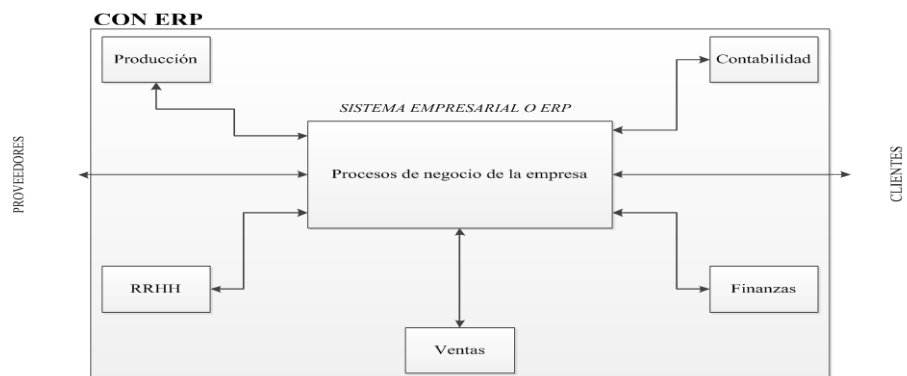 CON ERP
Producción
Contabilidad
SISTEMA EMPRESARIAL O ERP
PROVEEDORES
Procesos de negocio de la empresa
CLIENTES
RRHH
Finanzas
Ventas